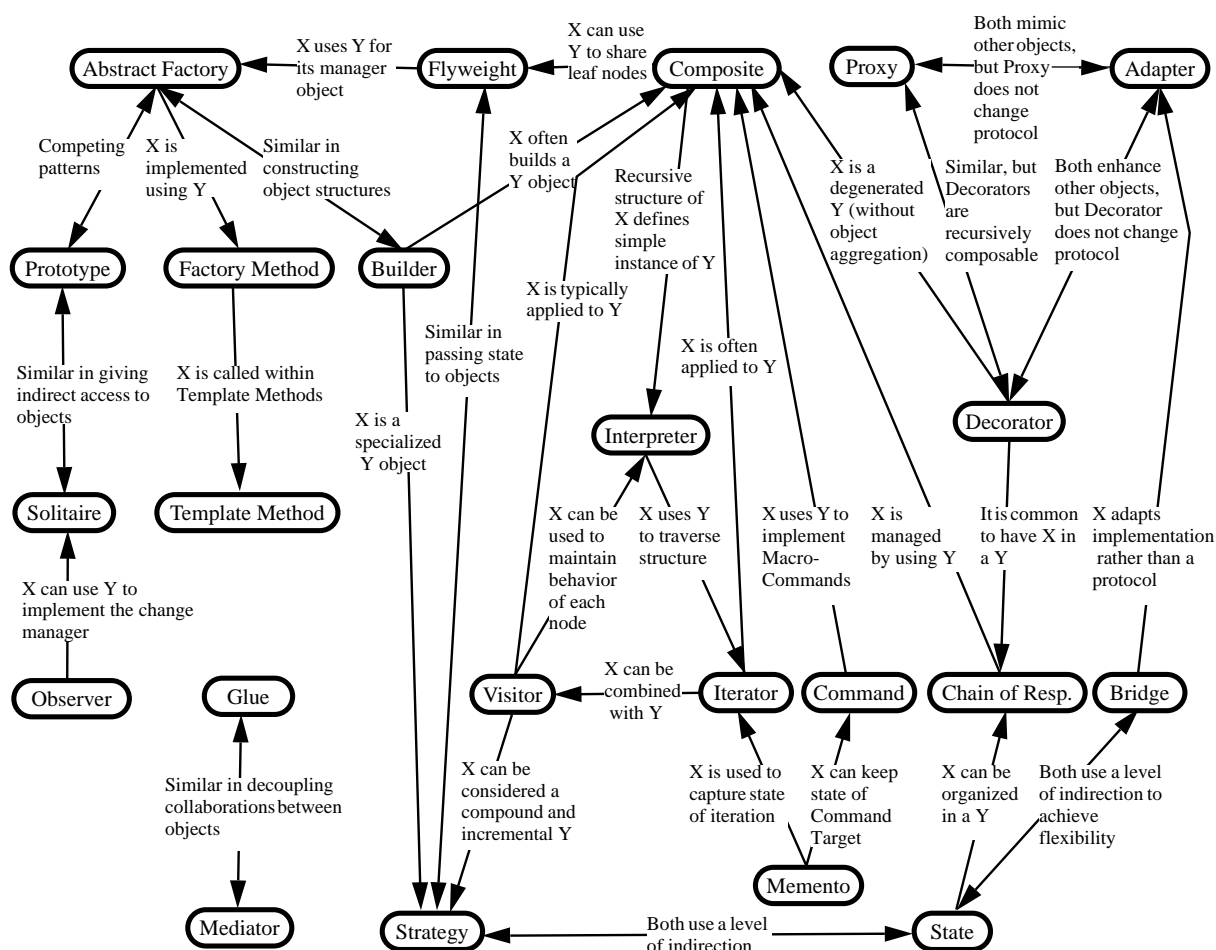 X uses Y for
its manager
object
X can use
Y to share
leaf nodes
Both mimic
other objects,
but Proxy
does not
change
protocol
Abstract Factory
Flyweight
Composite
Proxy
Adapter
Competing
patterns
X is
implemented
using Y
Similar in
constructing
object structures
X often
builds a
Y object
Recursive
structure of
X defines
simple
instance of Y
X is a
degenerated
Y (without
object
aggregation)
Similar, but
Decorators
are
recursively
composable
Both enhance
other objects,
but Decorator
does not change
protocol
Prototype
Factory Method
Builder
X is typically
applied to Y
Similar in
passing state
to objects
X is often
applied to Y
Similar in giving
indirect access to
objects
X is called within
Template Methods
X is a
specialized
Y object
Interpreter
Decorator
Solitaire
Template Method
X can be
used to
maintain
behavior
of each
node
X uses Y
to traverse
structure
X uses Y to
implement
Macro-
Commands
X is
managed
by using Y
It is common
to have X in
a Y
X adapts
implementation
rather than a
protocol
X can use Y to
implement the change
manager
Observer
Glue
Visitor
X can be
combined
with Y
Iterator
Command
Chain of Resp.
Bridge
Similar in decoupling
collaborations between
objects
X can be
considered a
compound and
incremental Y
X is used to
capture state
of iteration
X can keep
state of
Command
Target
X can be
organized
in a Y
Both use a level
of indirection to
achieve
flexibility
Memento
Mediator
Strategy
Both use a level
of indirection
State